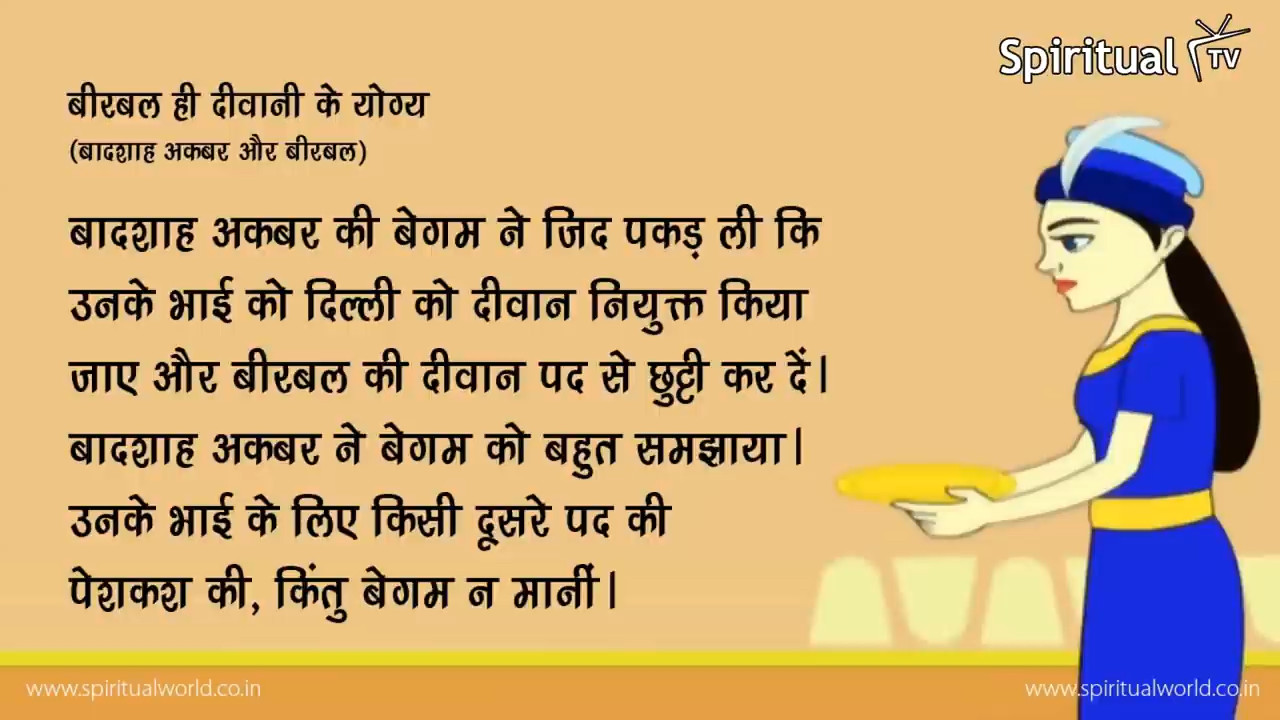 Spiritual TV
बीरबल ही दीवानी के योग्य
(बादशाह अकबर और बीरबल)
बादशाह अकबर की बेगम ने जिद पकड़ ली कि
उनके भाई को दिल्ली को दीवान नियुक्त किया
जाए और बीरबल की दीवान पद से छुट्टी कर दें।
बादशाह अकबर ने बेगम को बहुत समझाया।
उनके भाई के लिए किसी दूसरे पद की
पेशकश की, किंतु बेगम न मानीं।
www.spiritualworld.co.in
www.spiritualworld.co.in